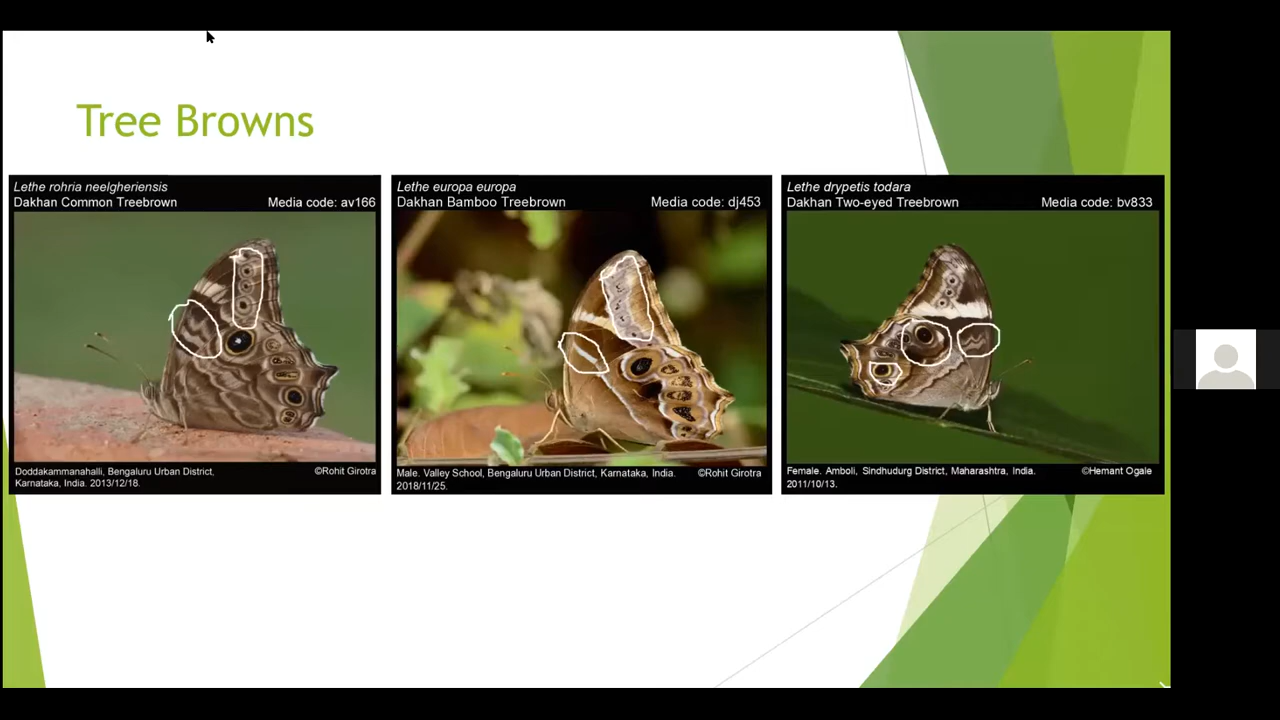 Tree Browns
Lethe rohria neelgheriensis
Dakhan Common Treebrown Media code: av166
Doddakammanahalli, Bengaluru Urban District, ©Rohit Girotra
Karnataka, India. 2013/12/18.
Lethe europa europa
Dakhan Bamboo Treebrown Media code: dj453
Male. Valley School, Bengaluru Urban District, Karnataka, India. ©Rohit Girotra
2018/11/25.
Lethe drypetis todara
Dakhan Two-eyed Treebrown Media code: bv833
Female. Amboli, Sindhudurg District, Maharashtra, India. ©Hemant Ogale
2011/10/13.